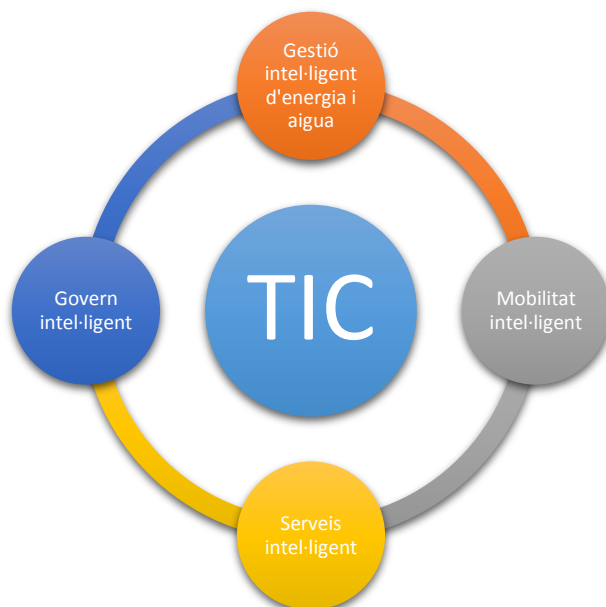 Gestió
intel·ligent
d'energia i
aigua
TIC
Govern
intel·ligent
Mobilitat
intel·ligent
Serveis
intel·ligent